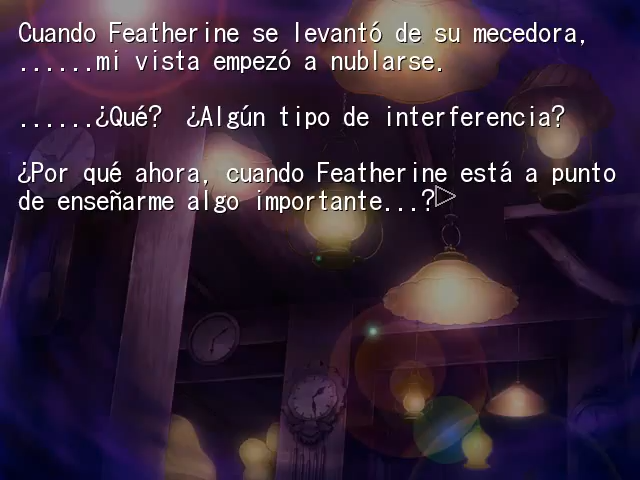 Cuando Featherine se levantó de su mecedora,
......mi vista empezó a nublarse.
......¿Qué? ¿Algún tipo de interferencia?
¿Por qué ahora, cuando Featherine está a punto
de enseñarme algo importante...?